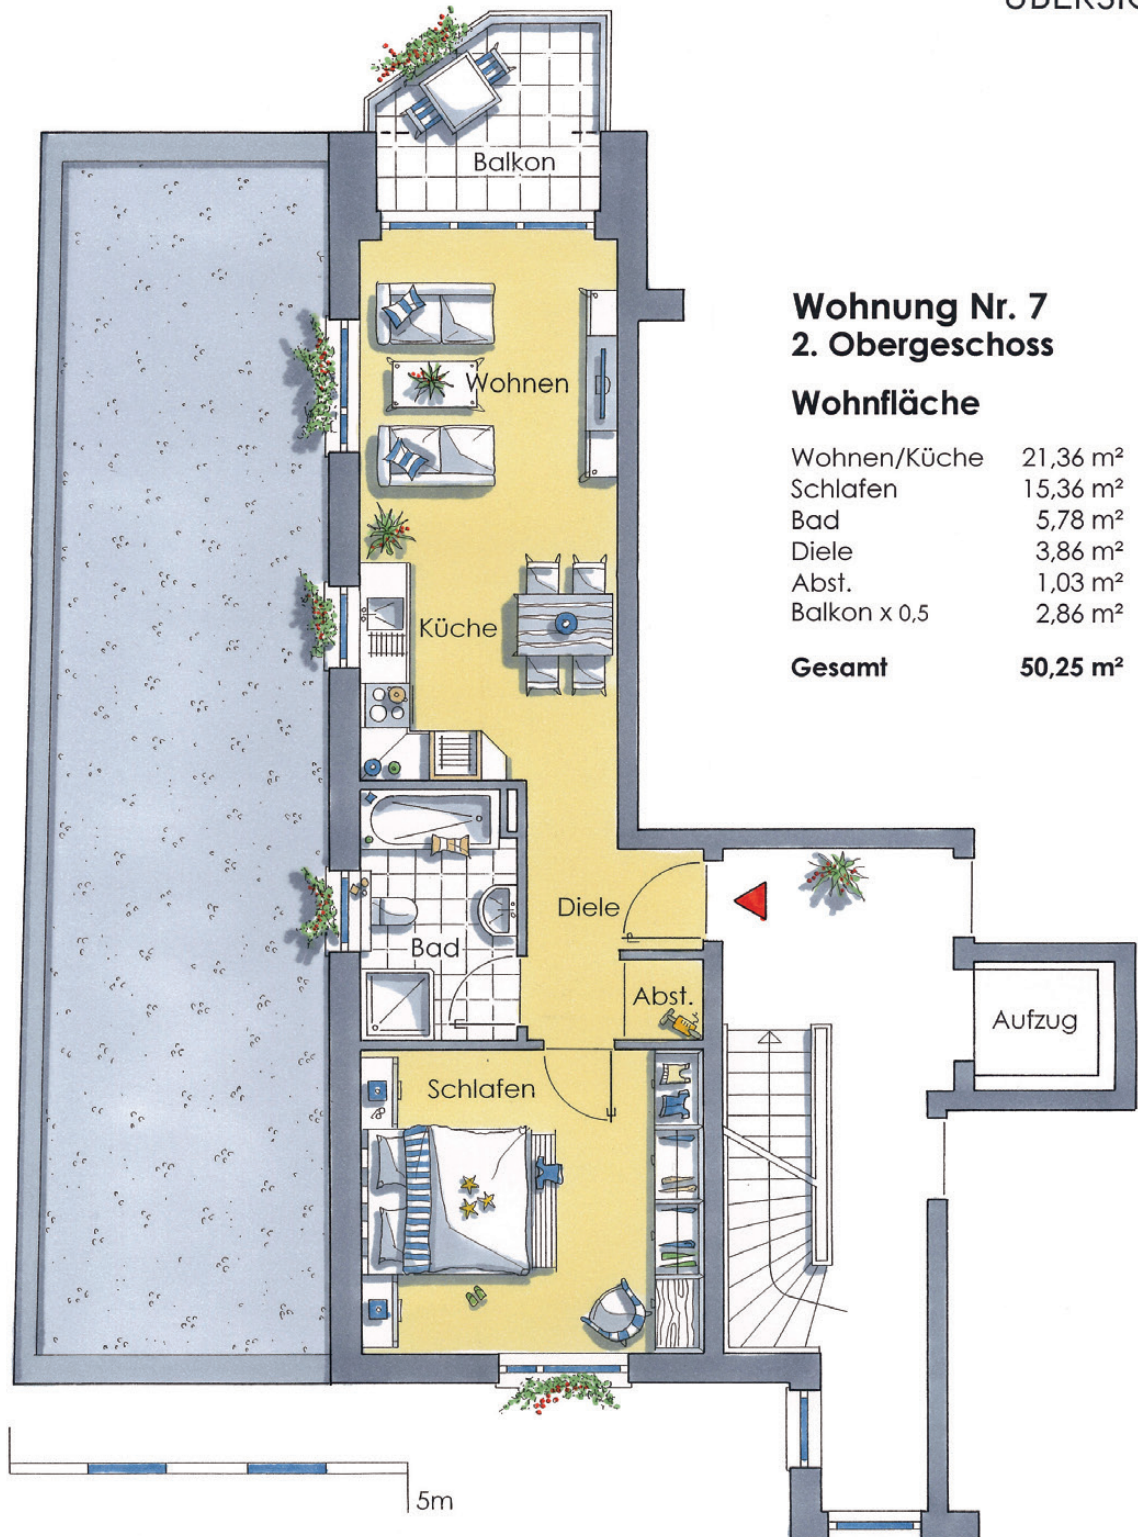 Balkon
Wohnen
Küche
Bad
Diele
Abst.
Schlafen
Aufzug
5m
Wohnung Nr. 7
2. Obergeschoss
Wohnfläche
Wohnen/Küche 21,36 m²
Schlafen 15,36 m²
Bad 5,78 m²
Diele 3,86 m²
Abst. 1,03 m²
Balkon x 0,5 2,86 m²
Gesamt 50,25 m²